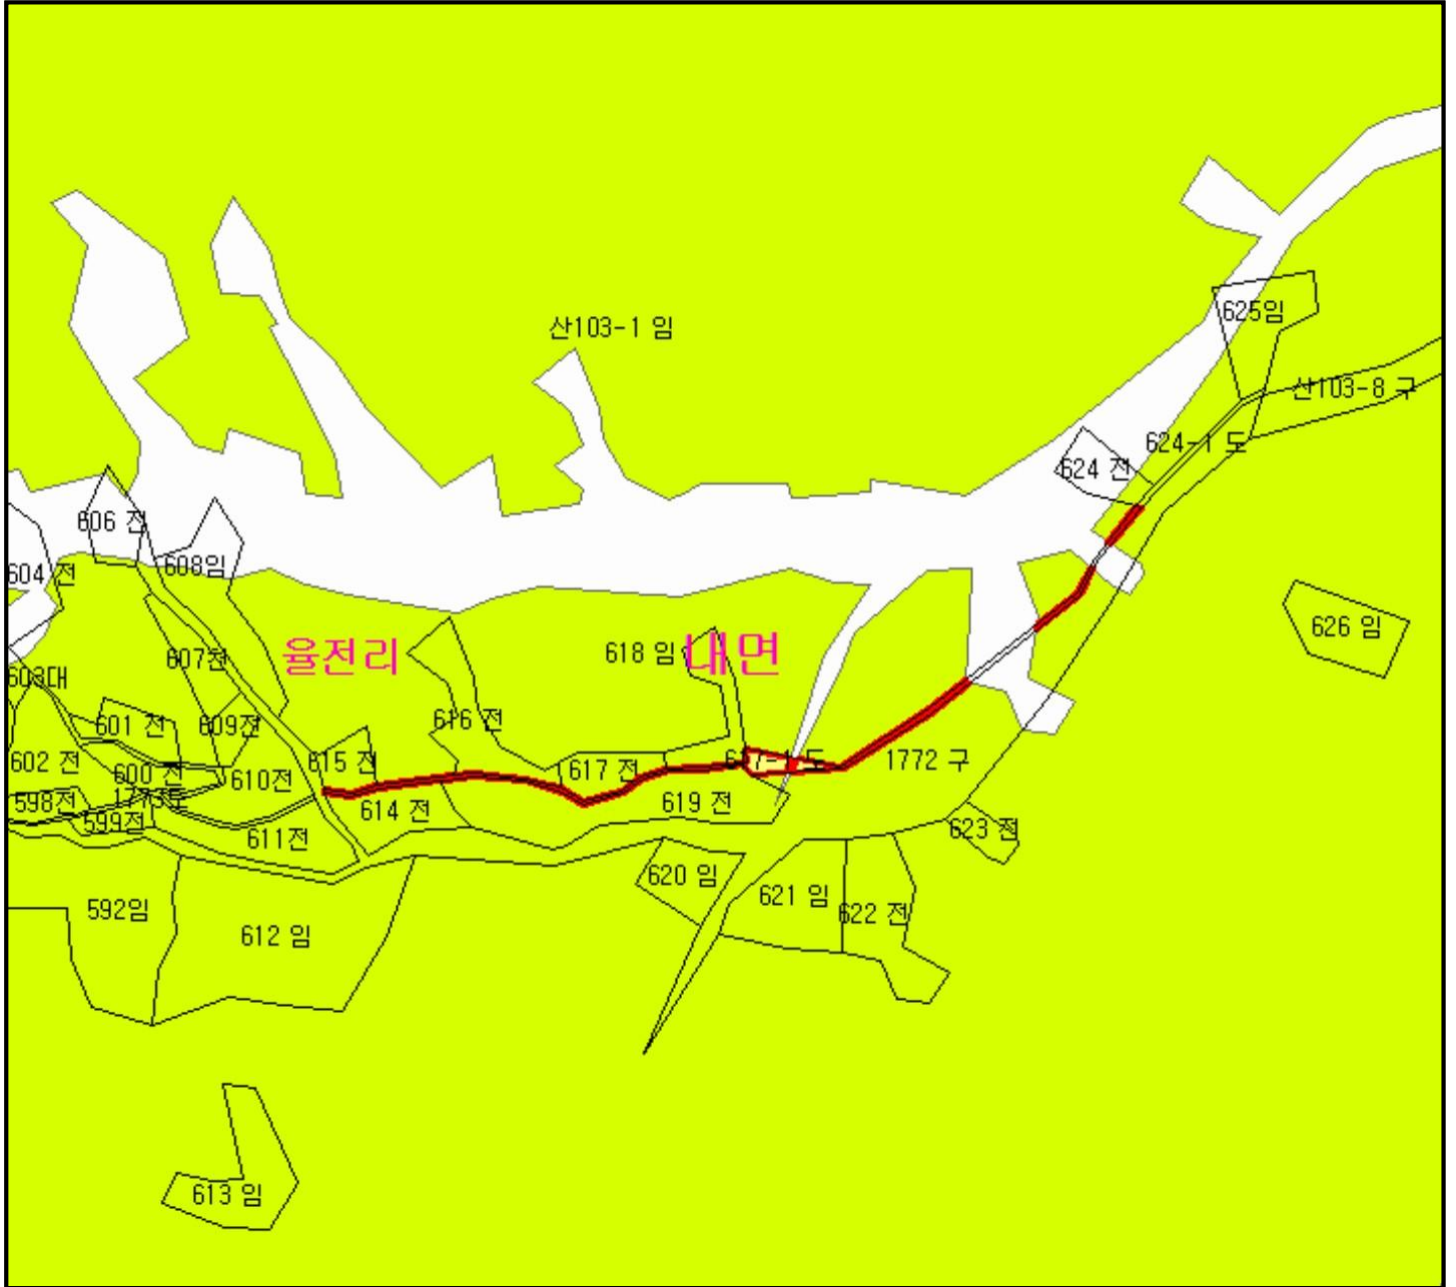 산103-1 임
625임
산103-8 구
624-1 도
624 전
606 전
608임
604 전
626 임
607전
율전리
618 임
내면
603대
616 전
601 전
609전
602 전
600 전
610전
615 전
617 전
617-1 도
1772 구
598전
599전
614 전
619 전
611전
623 전
620 임
621 임
622 전
592임
612 임
613 임